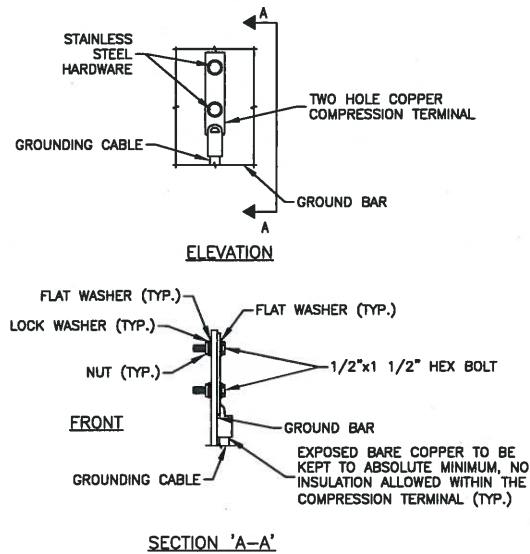 A
STAINLESS
STEEL
HARDWARE
TWO HOLE COPPER
COMPRESSION TERMINAL
GROUNDING CABLE
GROUND BAR
A
ELEVATION
FLAT WASHER (TYP.)
FLAT WASHER (TYP.)
LOCK WASHER (TYP.)
NUT (TYP.)
1/2"x1 1/2" HEX BOLT
FRONT
GROUND BAR
EXPOSED BARE COPPER TO BE
KEPT TO ABSOLUTE MINIMUM, NO
INSULATION ALLOWED WITHIN THE
COMPRESSION TERMINAL (TYP.)
GROUNDING CABLE
SECTION 'A-A'